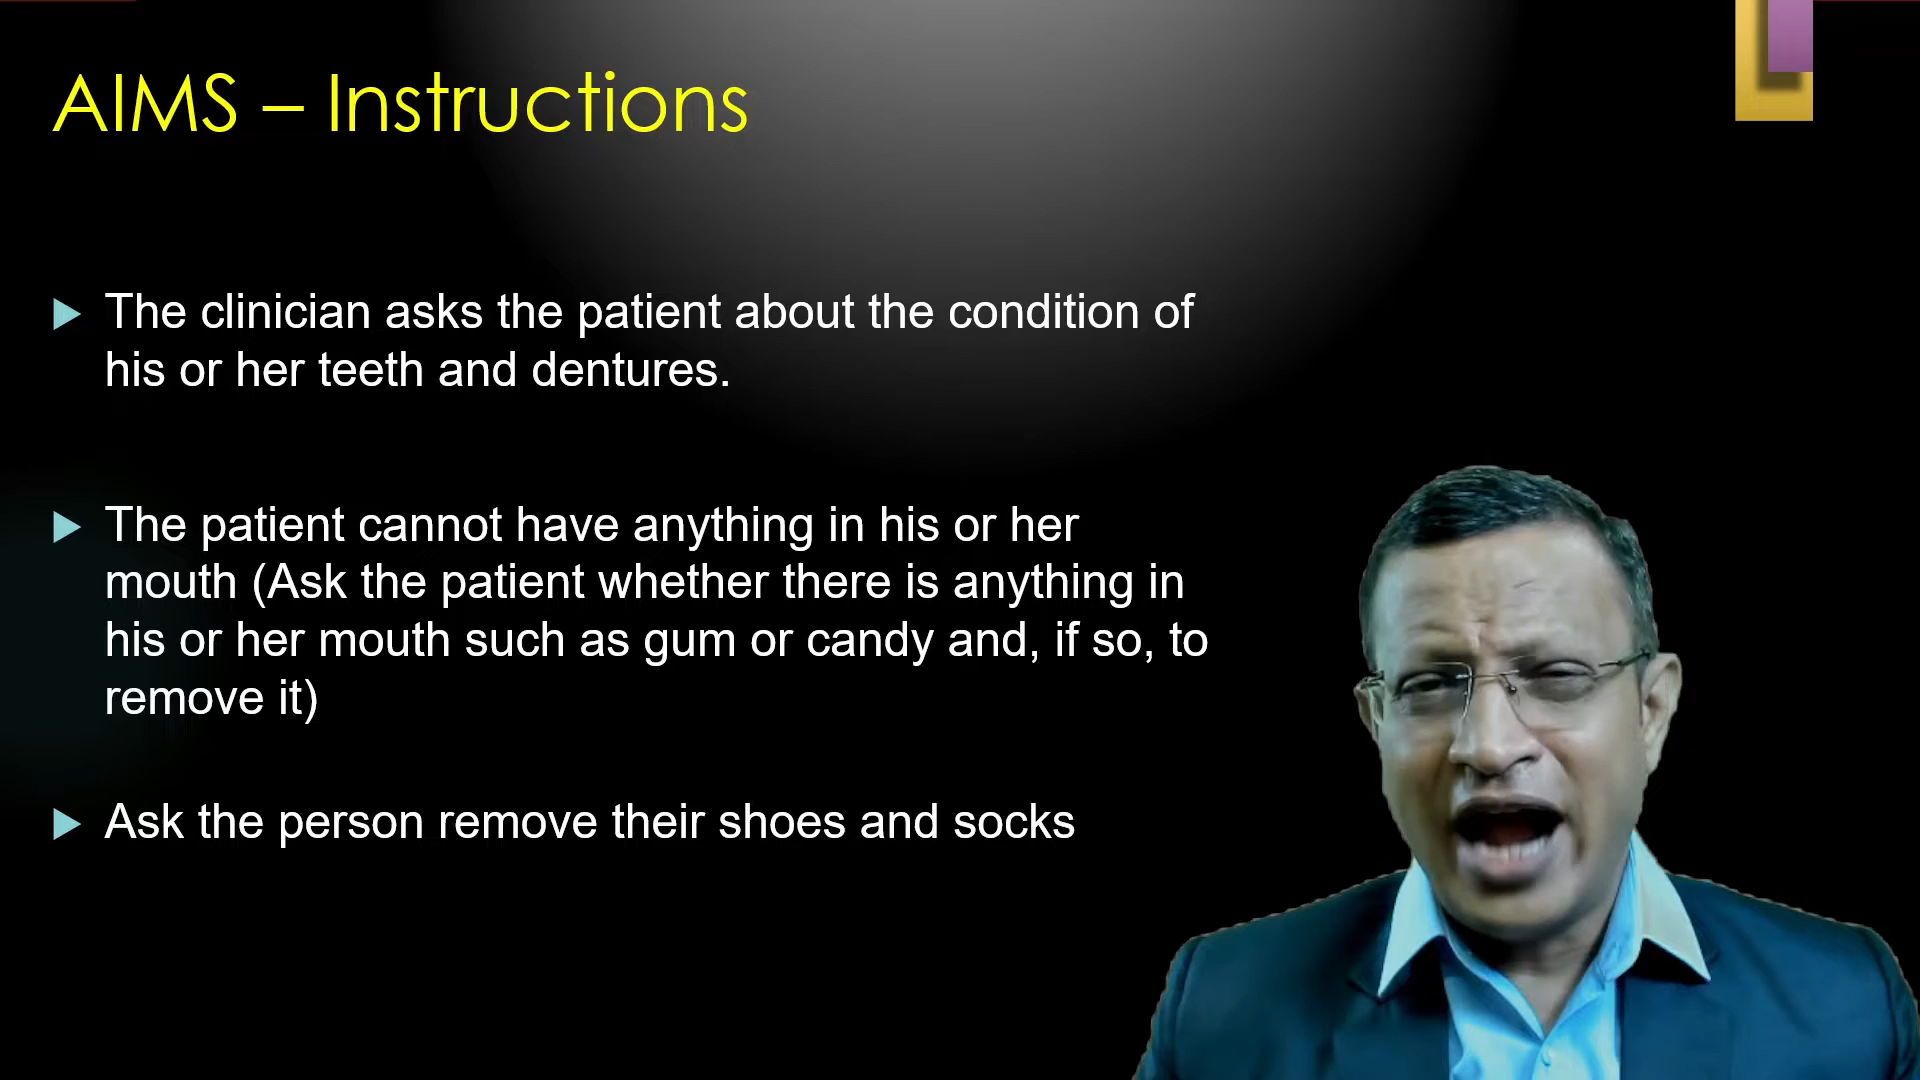 AIMS – Instructions
The clinician asks the patient about the condition of
his or her teeth and dentures.
The patient cannot have anything in his or her
mouth (Ask the patient whether there is anything in
his or her mouth such as gum or candy and, if so, to
remove it)
Ask the person remove their shoes and socks